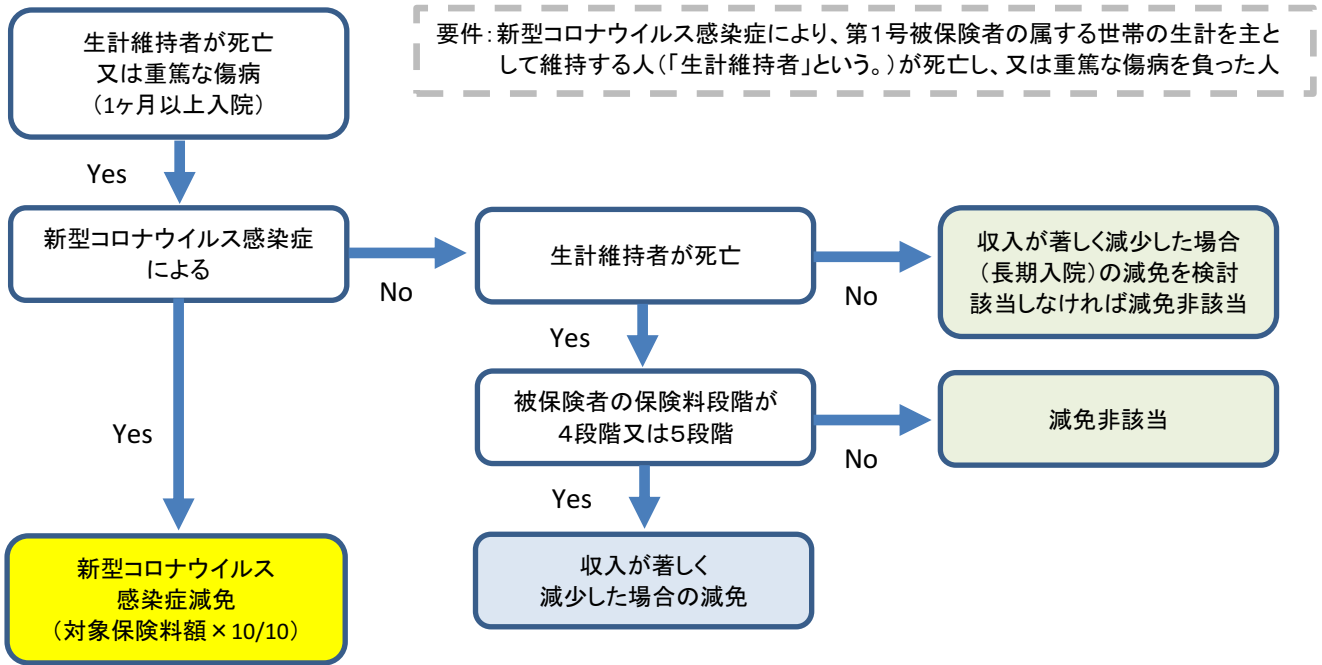 生計維持者が死亡
又は重篤な傷病
（1ヶ月以上入院）
要件：新型コロナウイルス感染症により、第１号被保険者の属する世帯の生計を主と
して維持する人（「生計維持者」という。）が死亡し、又は重篤な傷病を負った人
Yes
新型コロナウイルス感染症
による
No
生計維持者が死亡
No
収入が著しく減少した場合
（長期入院）の減免を検討
該当しなければ減免非該当
Yes
Yes
被保険者の保険料段階が
４段階又は５段階
No
減免非該当
Yes
新型コロナウイルス
感染症減免
（対象保険料額×10/10）
収入が著しく
減少した場合の減免